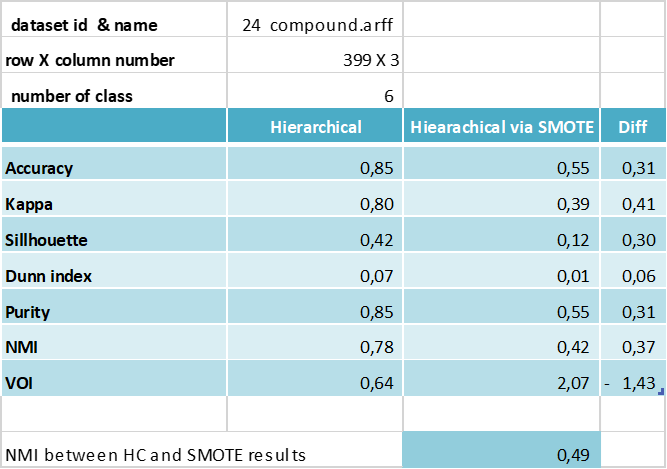 dataset id & name 24 compound.arff
row X column number 399 X 3
number of class 6
Hierarchical Hiearachical via SMOTE Diff
Accuracy 0,85 0,55 0,31
Kappa 0,80 0,39 0,41
Sillhouette 0,42 0,12 0,30
Dunn index 0,07 0,01 0,06
Purity 0,85 0,55 0,31
NMI 0,78 0,42 0,37
VOI 0,64 2,07 - 1,43
NMI between HC and SMOTE results 0,49